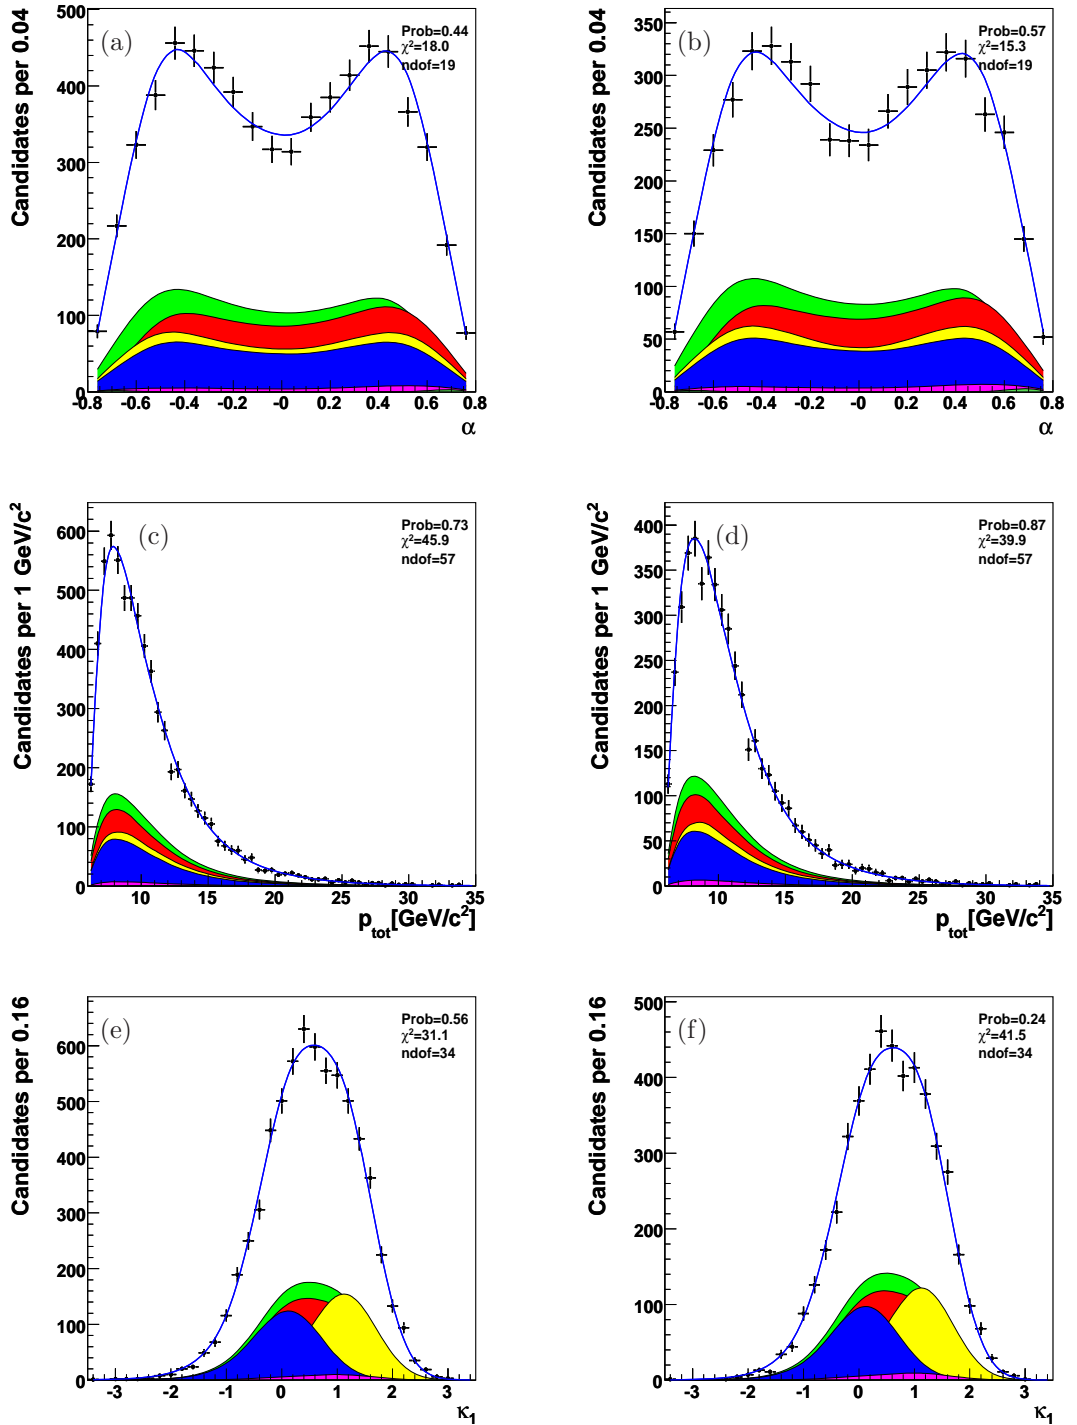 Candidates per 0.04
(a)
Prob=0.44
χ²=18.0
ndof=19
500
400
300
200
100
0
-0.8 -0.6 -0.4 -0.2 -0 0.2 0.4 0.6 0.8
α
Candidates per 0.04
(b)
Prob=0.57
χ²=15.3
ndof=19
350
300
250
200
150
100
50
0
-0.8 -0.6 -0.4 -0.2 -0 0.2 0.4 0.6 0.8
α
Candidates per 1 GeV/c²
(c)
Prob=0.73
χ²=45.9
ndof=57
600
500
400
300
200
100
0
10 15 20 25 30 35
p_tot[GeV/c²]
Candidates per 1 GeV/c²
(d)
Prob=0.87
χ²=39.9
ndof=57
400
350
300
250
200
150
100
50
0
10 15 20 25 30 35
p_tot[GeV/c²]
Candidates per 0.16
(e)
Prob=0.56
χ²=31.1
ndof=34
600
500
400
300
200
100
0
-3 -2 -1 0 1 2 3
κ₁
Candidates per 0.16
(f)
Prob=0.24
χ²=41.5
ndof=34
500
400
300
200
100
0
-3 -2 -1 0 1 2 3
κ₁